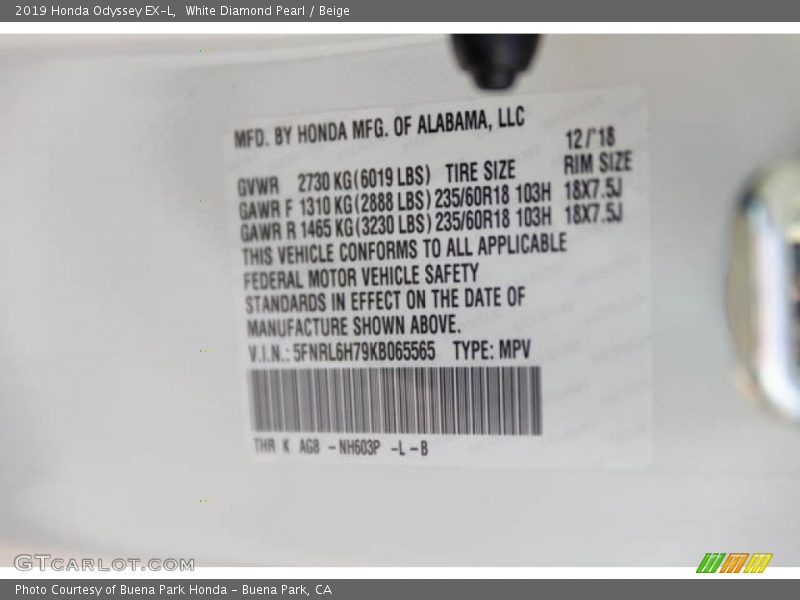 2019 Honda Odyssey EX-L, White Diamond Pearl / Beige
MFD. BY HONDA MFG. OF ALABAMA, LLC
12/'18
GVWR 2730 KG(6019 LBS) TIRE SIZE RIM SIZE
GAWR F 1310 KG(2888 LBS) 235/60R18 103H 18X7.5J
GAWR R 1465 KG(3230 LBS) 235/60R18 103H 18X7.5J
THIS VEHICLE CONFORMS TO ALL APPLICABLE
FEDERAL MOTOR VEHICLE SAFETY
STANDARDS IN EFFECT ON THE DATE OF
MANUFACTURE SHOWN ABOVE.
V.I.N.: 5FNRL6H79KB065565 TYPE: MPV
THR K AG8 -NH603P -L-B
GTCARLOT.COM
Photo Courtesy of Buena Park Honda - Buena Park, CA